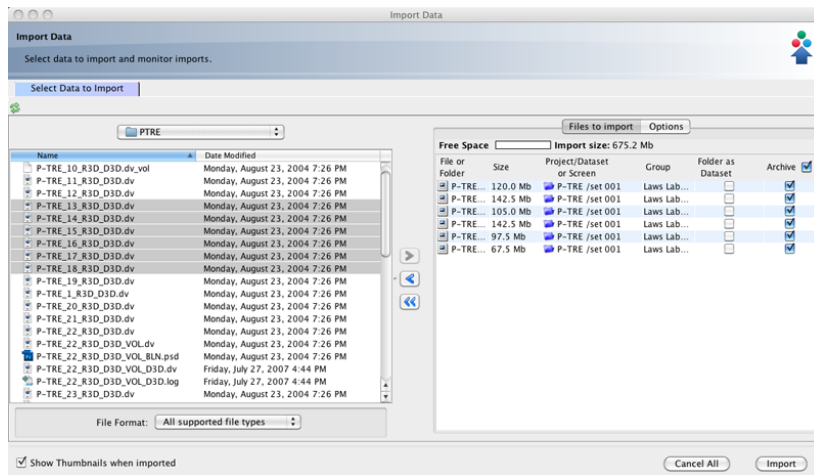 Import Data
Import Data
Select data to import and monitor imports.
Select Data to Import
PTRE
Name Date Modified
P-TRE_10_R3D_D3D.dv_vol Monday, August 23, 2004 7:26 PM
P-TRE_11_R3D_D3D.dv Monday, August 23, 2004 7:26 PM
P-TRE_12_R3D_D3D.dv Monday, August 23, 2004 7:26 PM
P-TRE_13_R3D_D3D.dv Monday, August 23, 2004 7:26 PM
P-TRE_14_R3D_D3D.dv Monday, August 23, 2004 7:26 PM
P-TRE_15_R3D_D3D.dv Monday, August 23, 2004 7:26 PM
P-TRE_16_R3D_D3D.dv Monday, August 23, 2004 7:26 PM
P-TRE_17_R3D_D3D.dv Monday, August 23, 2004 7:26 PM
P-TRE_18_R3D_D3D.dv Monday, August 23, 2004 7:26 PM
P-TRE_19_R3D_D3D.dv Monday, August 23, 2004 7:26 PM
P-TRE_1_R3D_D3D.dv Monday, August 23, 2004 7:26 PM
P-TRE_20_R3D_D3D.dv Monday, August 23, 2004 7:26 PM
P-TRE_21_R3D_D3D.dv Monday, August 23, 2004 7:26 PM
P-TRE_22_R3D_D3D.dv Monday, August 23, 2004 7:26 PM
P-TRE_22_R3D_D3D_VOL.dv Monday, August 23, 2004 7:26 PM
P-TRE_22_R3D_D3D_VOL_BLN.psd Monday, August 23, 2004 7:26 PM
P-TRE_22_R3D_D3D_VOL_D3D.dv Friday, July 27, 2007 4:44 PM
P-TRE_22_R3D_D3D_VOL_D3D.log Friday, July 27, 2007 4:44 PM
P-TRE_23_R3D_D3D.dv Monday, August 23, 2004 7:26 PM
File Format: All supported file types
Files to import Options
Free Space Import size: 675.2 Mb
File or Folder Size Project/Dataset or Screen Group Folder as Dataset Archive
P-TRE... 120.0 Mb P-TRE /set 001 Laws Lab...
P-TRE... 142.5 Mb P-TRE /set 001 Laws Lab...
P-TRE... 105.0 Mb P-TRE /set 001 Laws Lab...
P-TRE... 142.5 Mb P-TRE /set 001 Laws Lab...
P-TRE... 97.5 Mb P-TRE /set 001 Laws Lab...
P-TRE... 67.5 Mb P-TRE /set 001 Laws Lab...
Show Thumbnails when imported
Cancel All Import